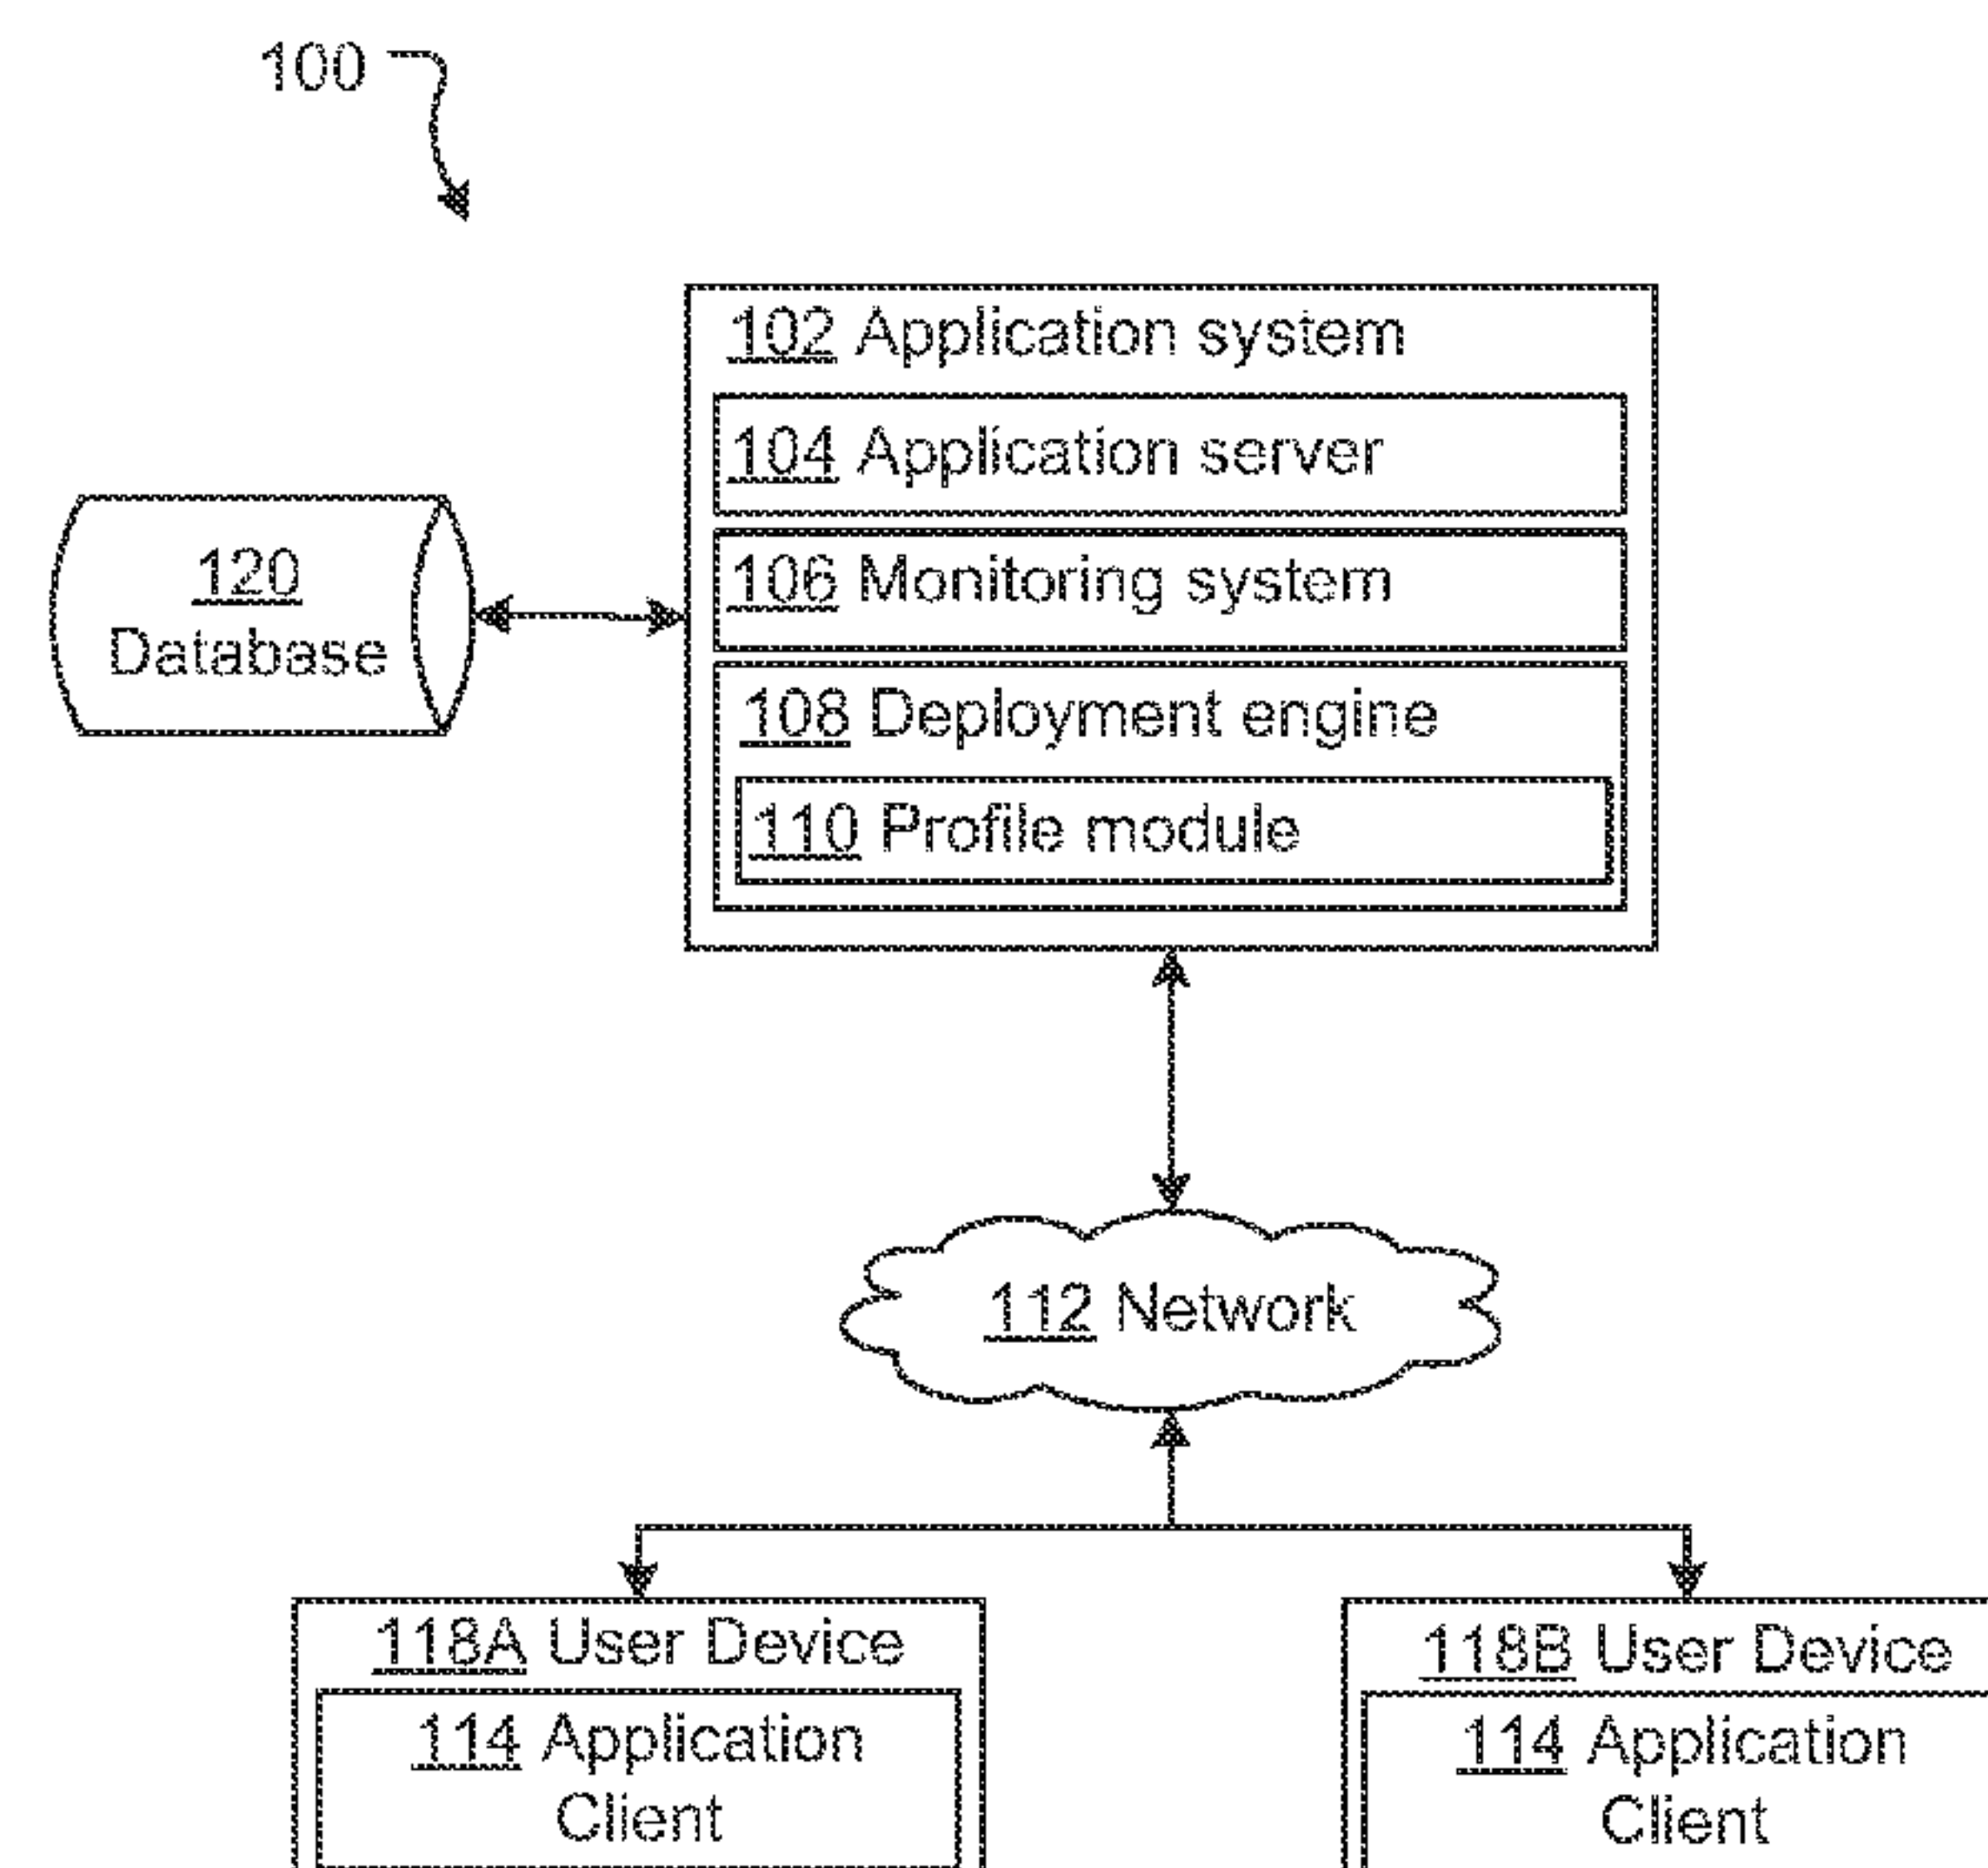 100
102 Application system
104 Application server
106 Monitoring system
108 Deployment engine
110 Profile module
120
Database
112 Network
118A User Device
114 Application
Client
118B User Device
114 Application
Client